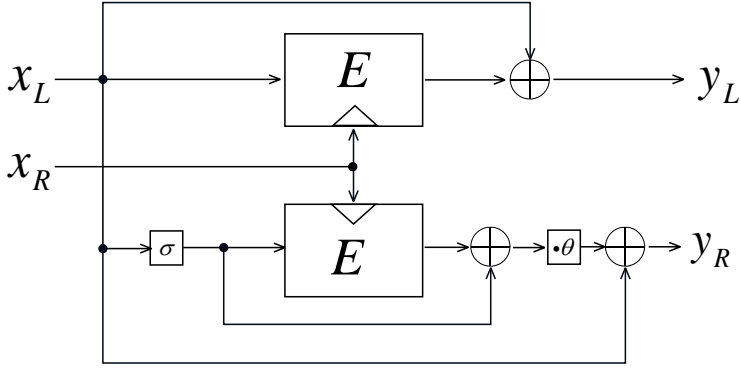 x_L E y_L
x_R
σ E •θ y_R